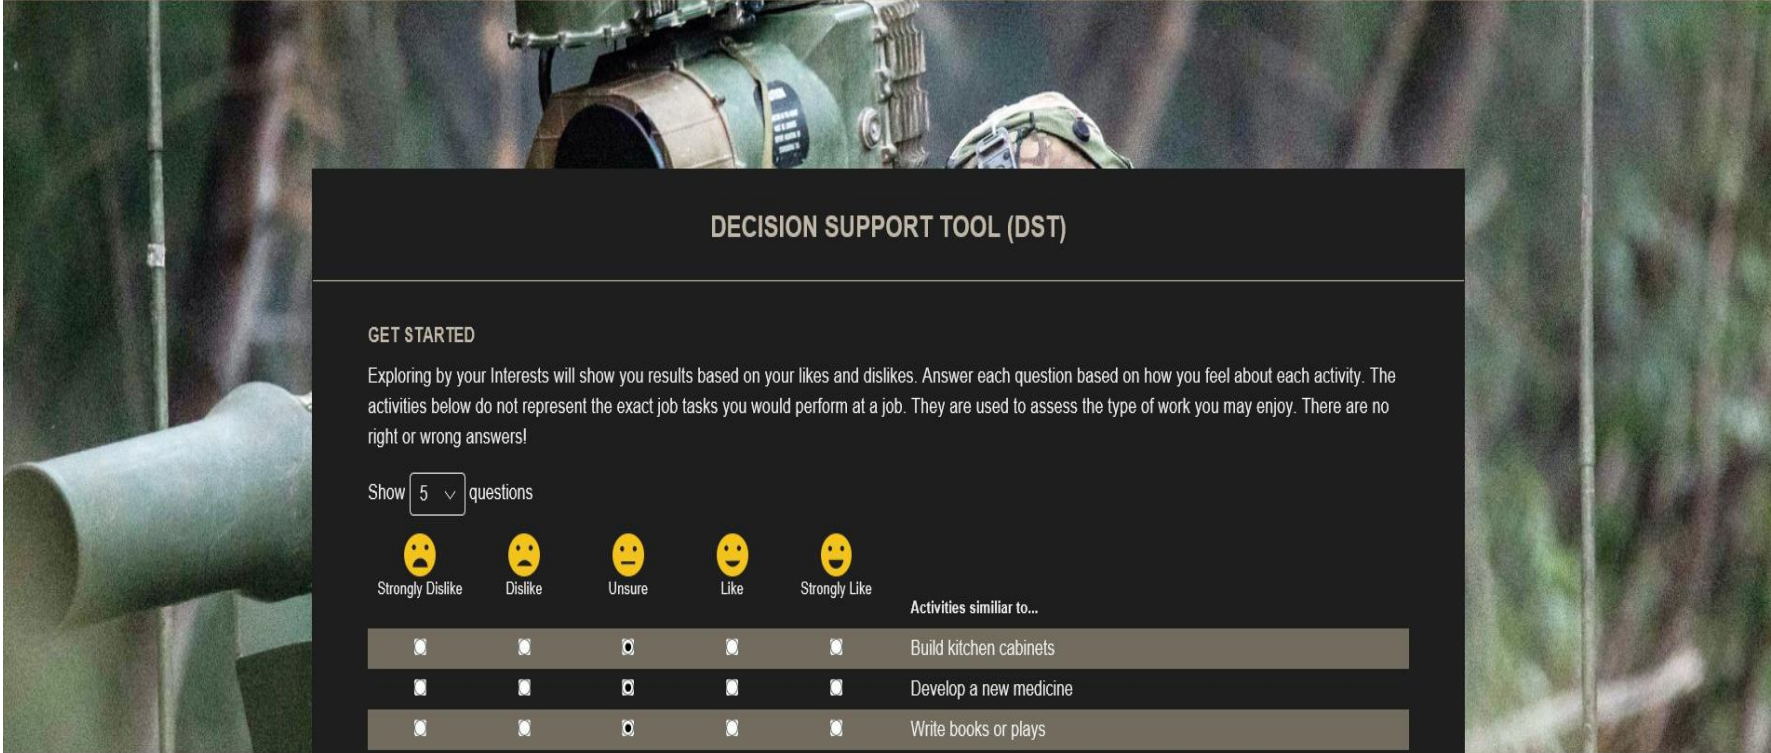 DECISION SUPPORT TOOL (DST)
GET STARTED
Exploring by your Interests will show you results based on your likes and dislikes. Answer each question based on how you feel about each activity. The
activities below do not represent the exact job tasks you would perform at a job. They are used to assess the type of work you may enjoy. There are no
right or wrong answers!
Show 5 questions
Strongly Dislike Dislike Unsure Like Strongly Like
Activities similiar to...
Build kitchen cabinets
Develop a new medicine
Write books or plays